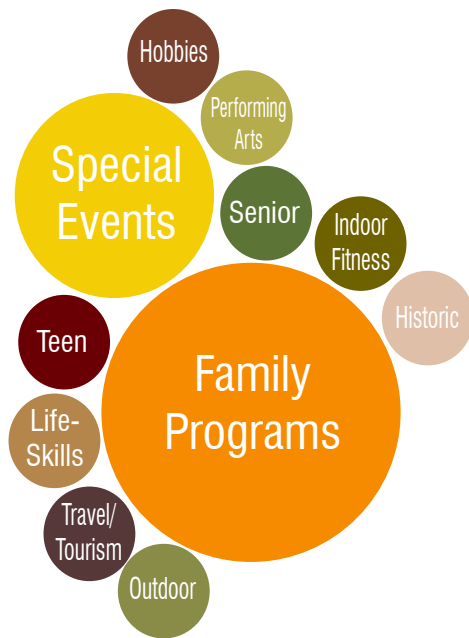 Hobbies
Performing
Arts
Special
Events
Senior
Indoor
Fitness
Historic
Teen
Family
Programs
Life-
Skills
Travel/
Tourism
Outdoor